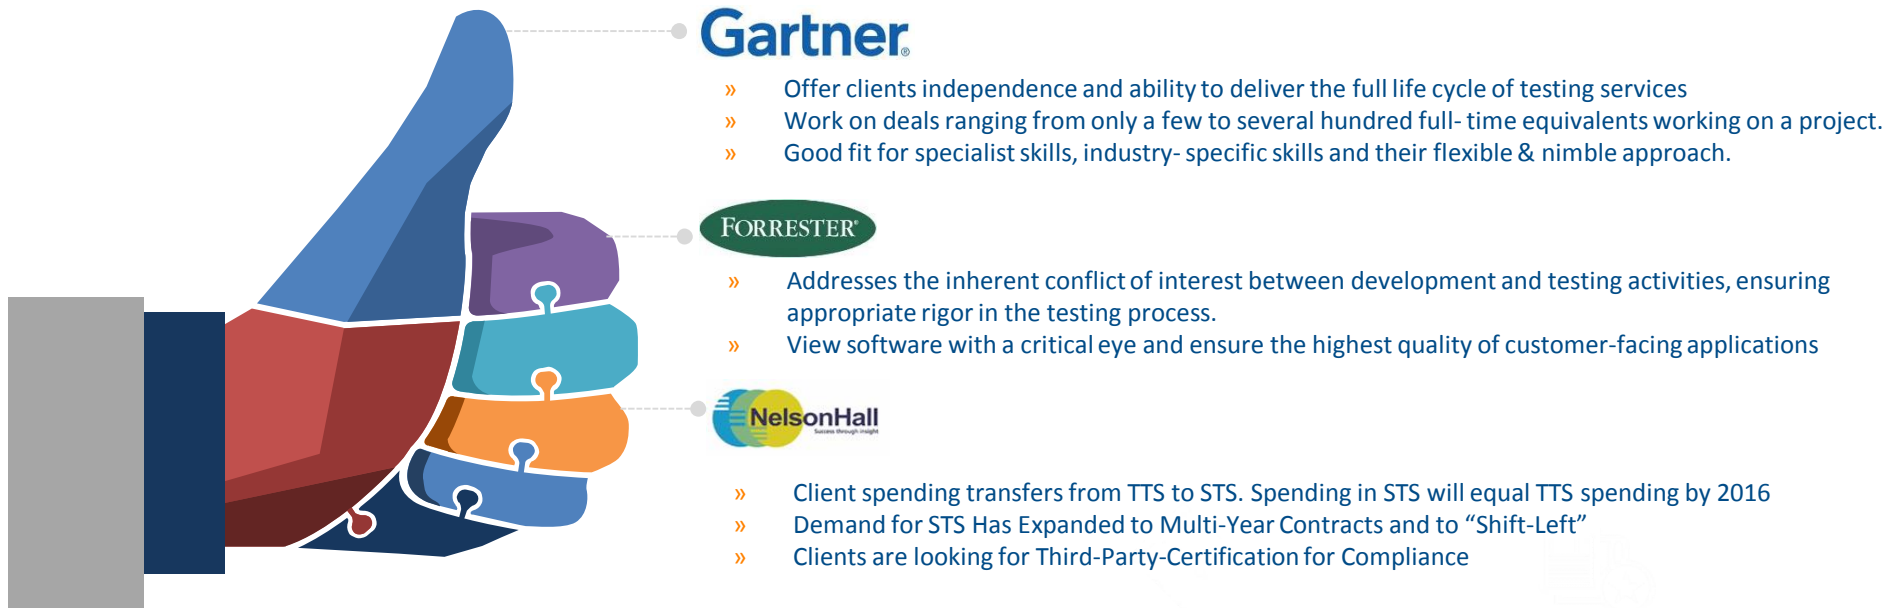 Gartner®
» Offer clients independence and ability to deliver the full life cycle of testing services
» Work on deals ranging from only a few to several hundred full- time equivalents working on a project.
» Good fit for specialist skills, industry- specific skills and their flexible & nimble approach.
FORRESTER®
» Addresses the inherent conflict of interest between development and testing activities, ensuring
appropriate rigor in the testing process.
» View software with a critical eye and ensure the highest quality of customer-facing applications
NelsonHall
Success through insight
» Client spending transfers from TTS to STS. Spending in STS will equal TTS spending by 2016
» Demand for STS Has Expanded to Multi-Year Contracts and to “Shift-Left”
» Clients are looking for Third-Party-Certification for Compliance